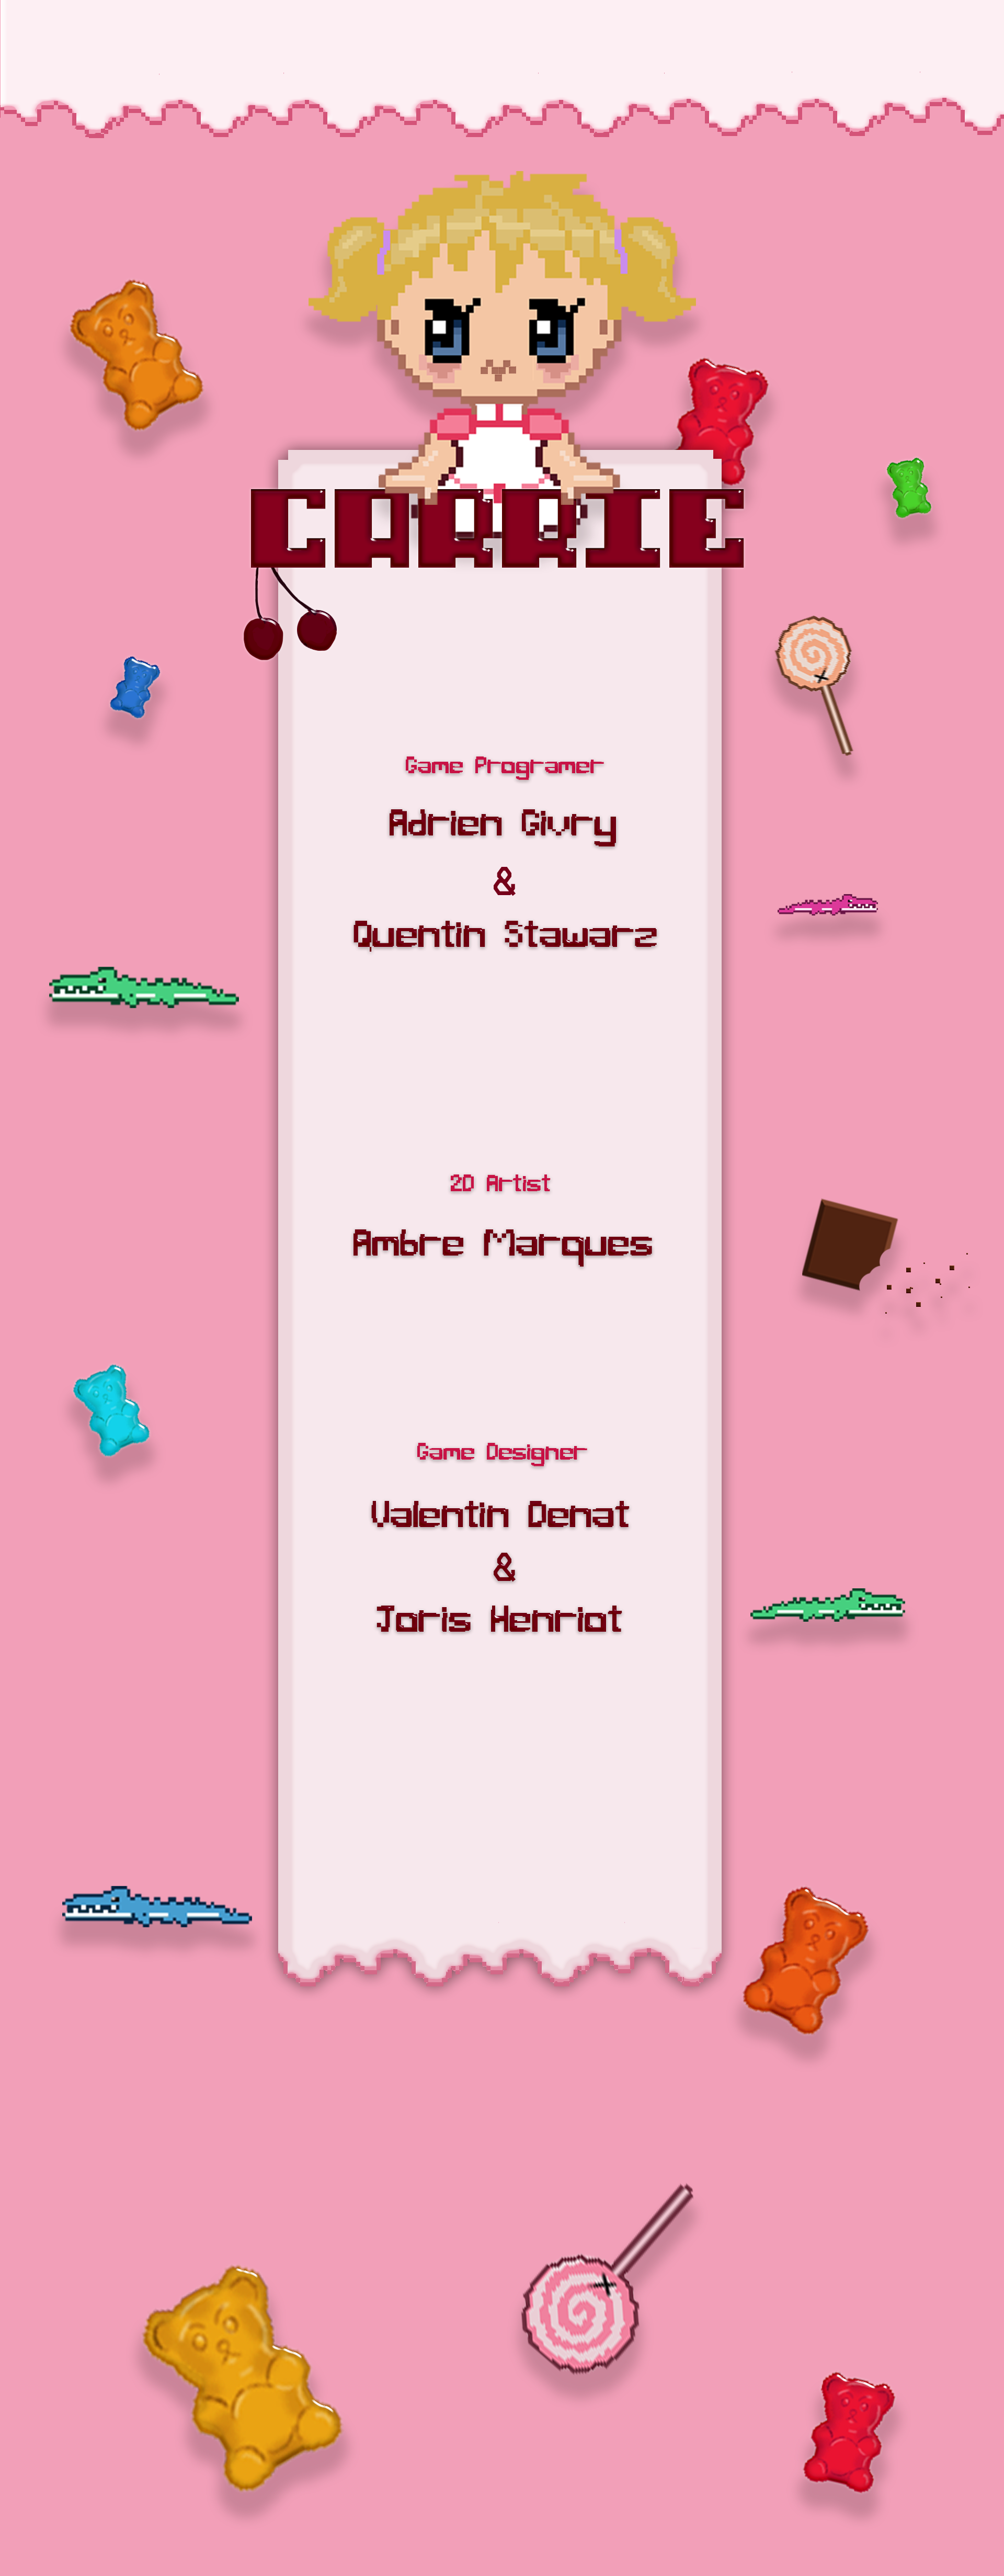 CARRIE
Game Programer
Adrien Givry
&
Quentin Stawarz
2D Artist
Ambre Marques
Game Designer
Valentin Denat
&
Joris Henriot